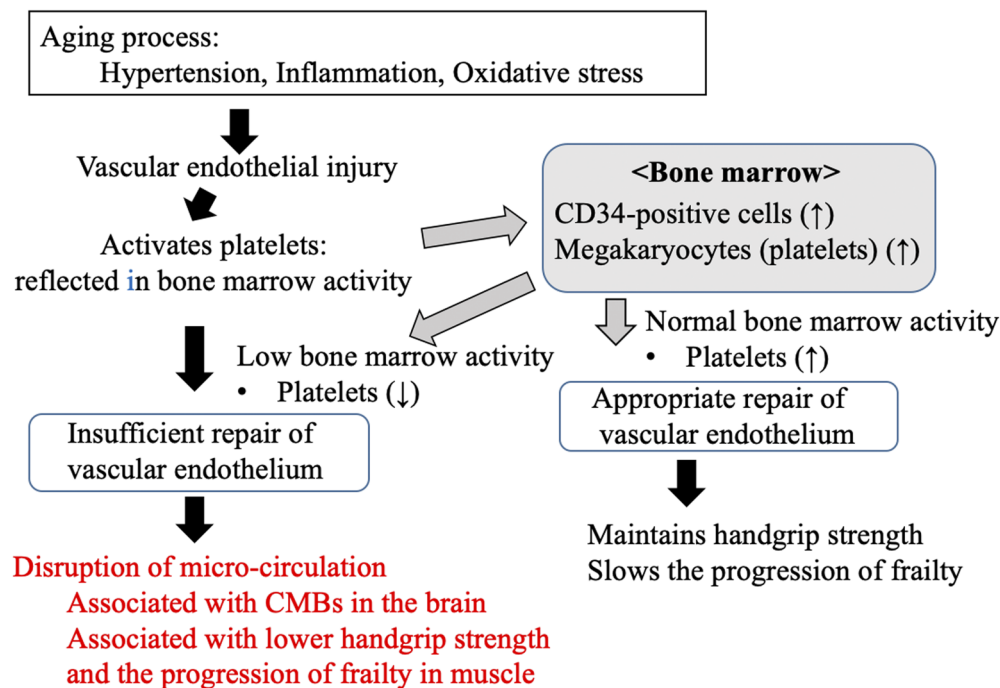 Aging process:
Hypertension, Inflammation, Oxidative stress
Vascular endothelial injury
Activates platelets:
reflected in bone marrow activity
<Bone marrow>
CD34-positive cells (↑)
Megakaryocytes (platelets) (↑)
Low bone marrow activity
• Platelets (↓)
Normal bone marrow activity
• Platelets (↑)
Insufficient repair of
vascular endothelium
Appropriate repair of
vascular endothelium
Disruption of micro-circulation
Associated with CMBs in the brain
Associated with lower handgrip strength
and the progression of frailty in muscle
Maintains handgrip strength
Slows the progression of frailty